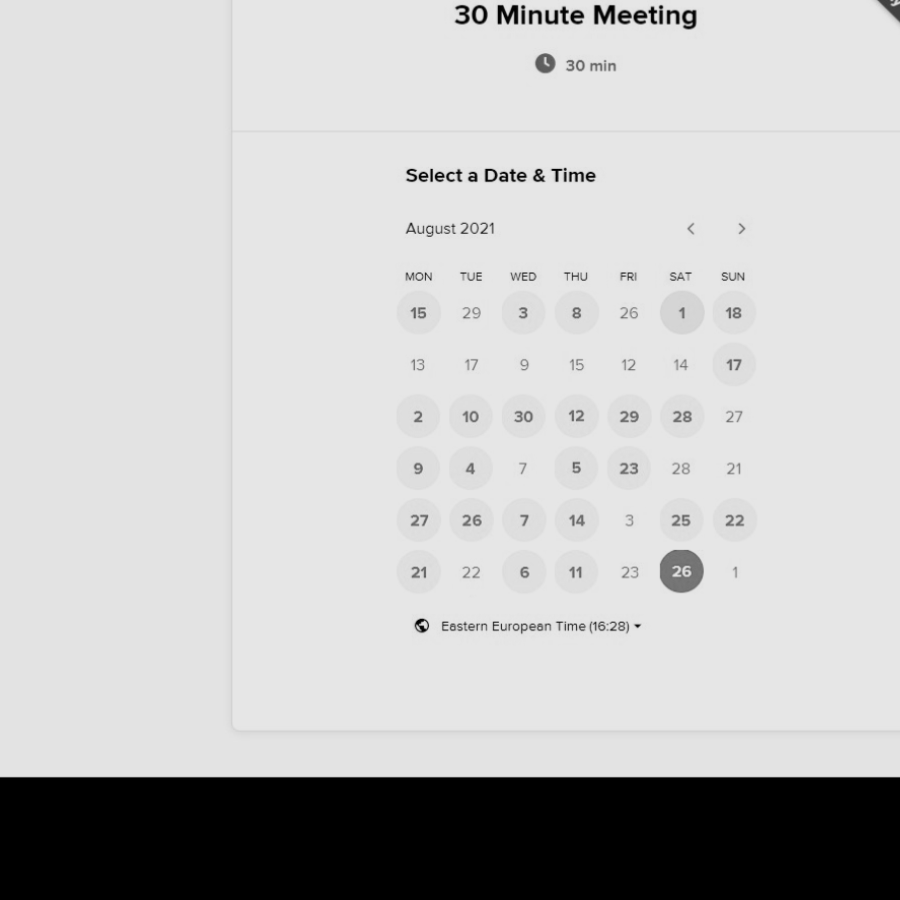 30 Minute Meeting
30 min
Select a Date & Time
August 2021
MON TUE WED THU FRI SAT SUN
15 29 3 8 26 1 18
13 17 9 15 12 14 17
2 10 30 12 29 28 27
9 4 7 5 23 28 21
27 26 7 14 3 25 22
21 22 6 11 23 26 1
Eastern European Time (16:28)